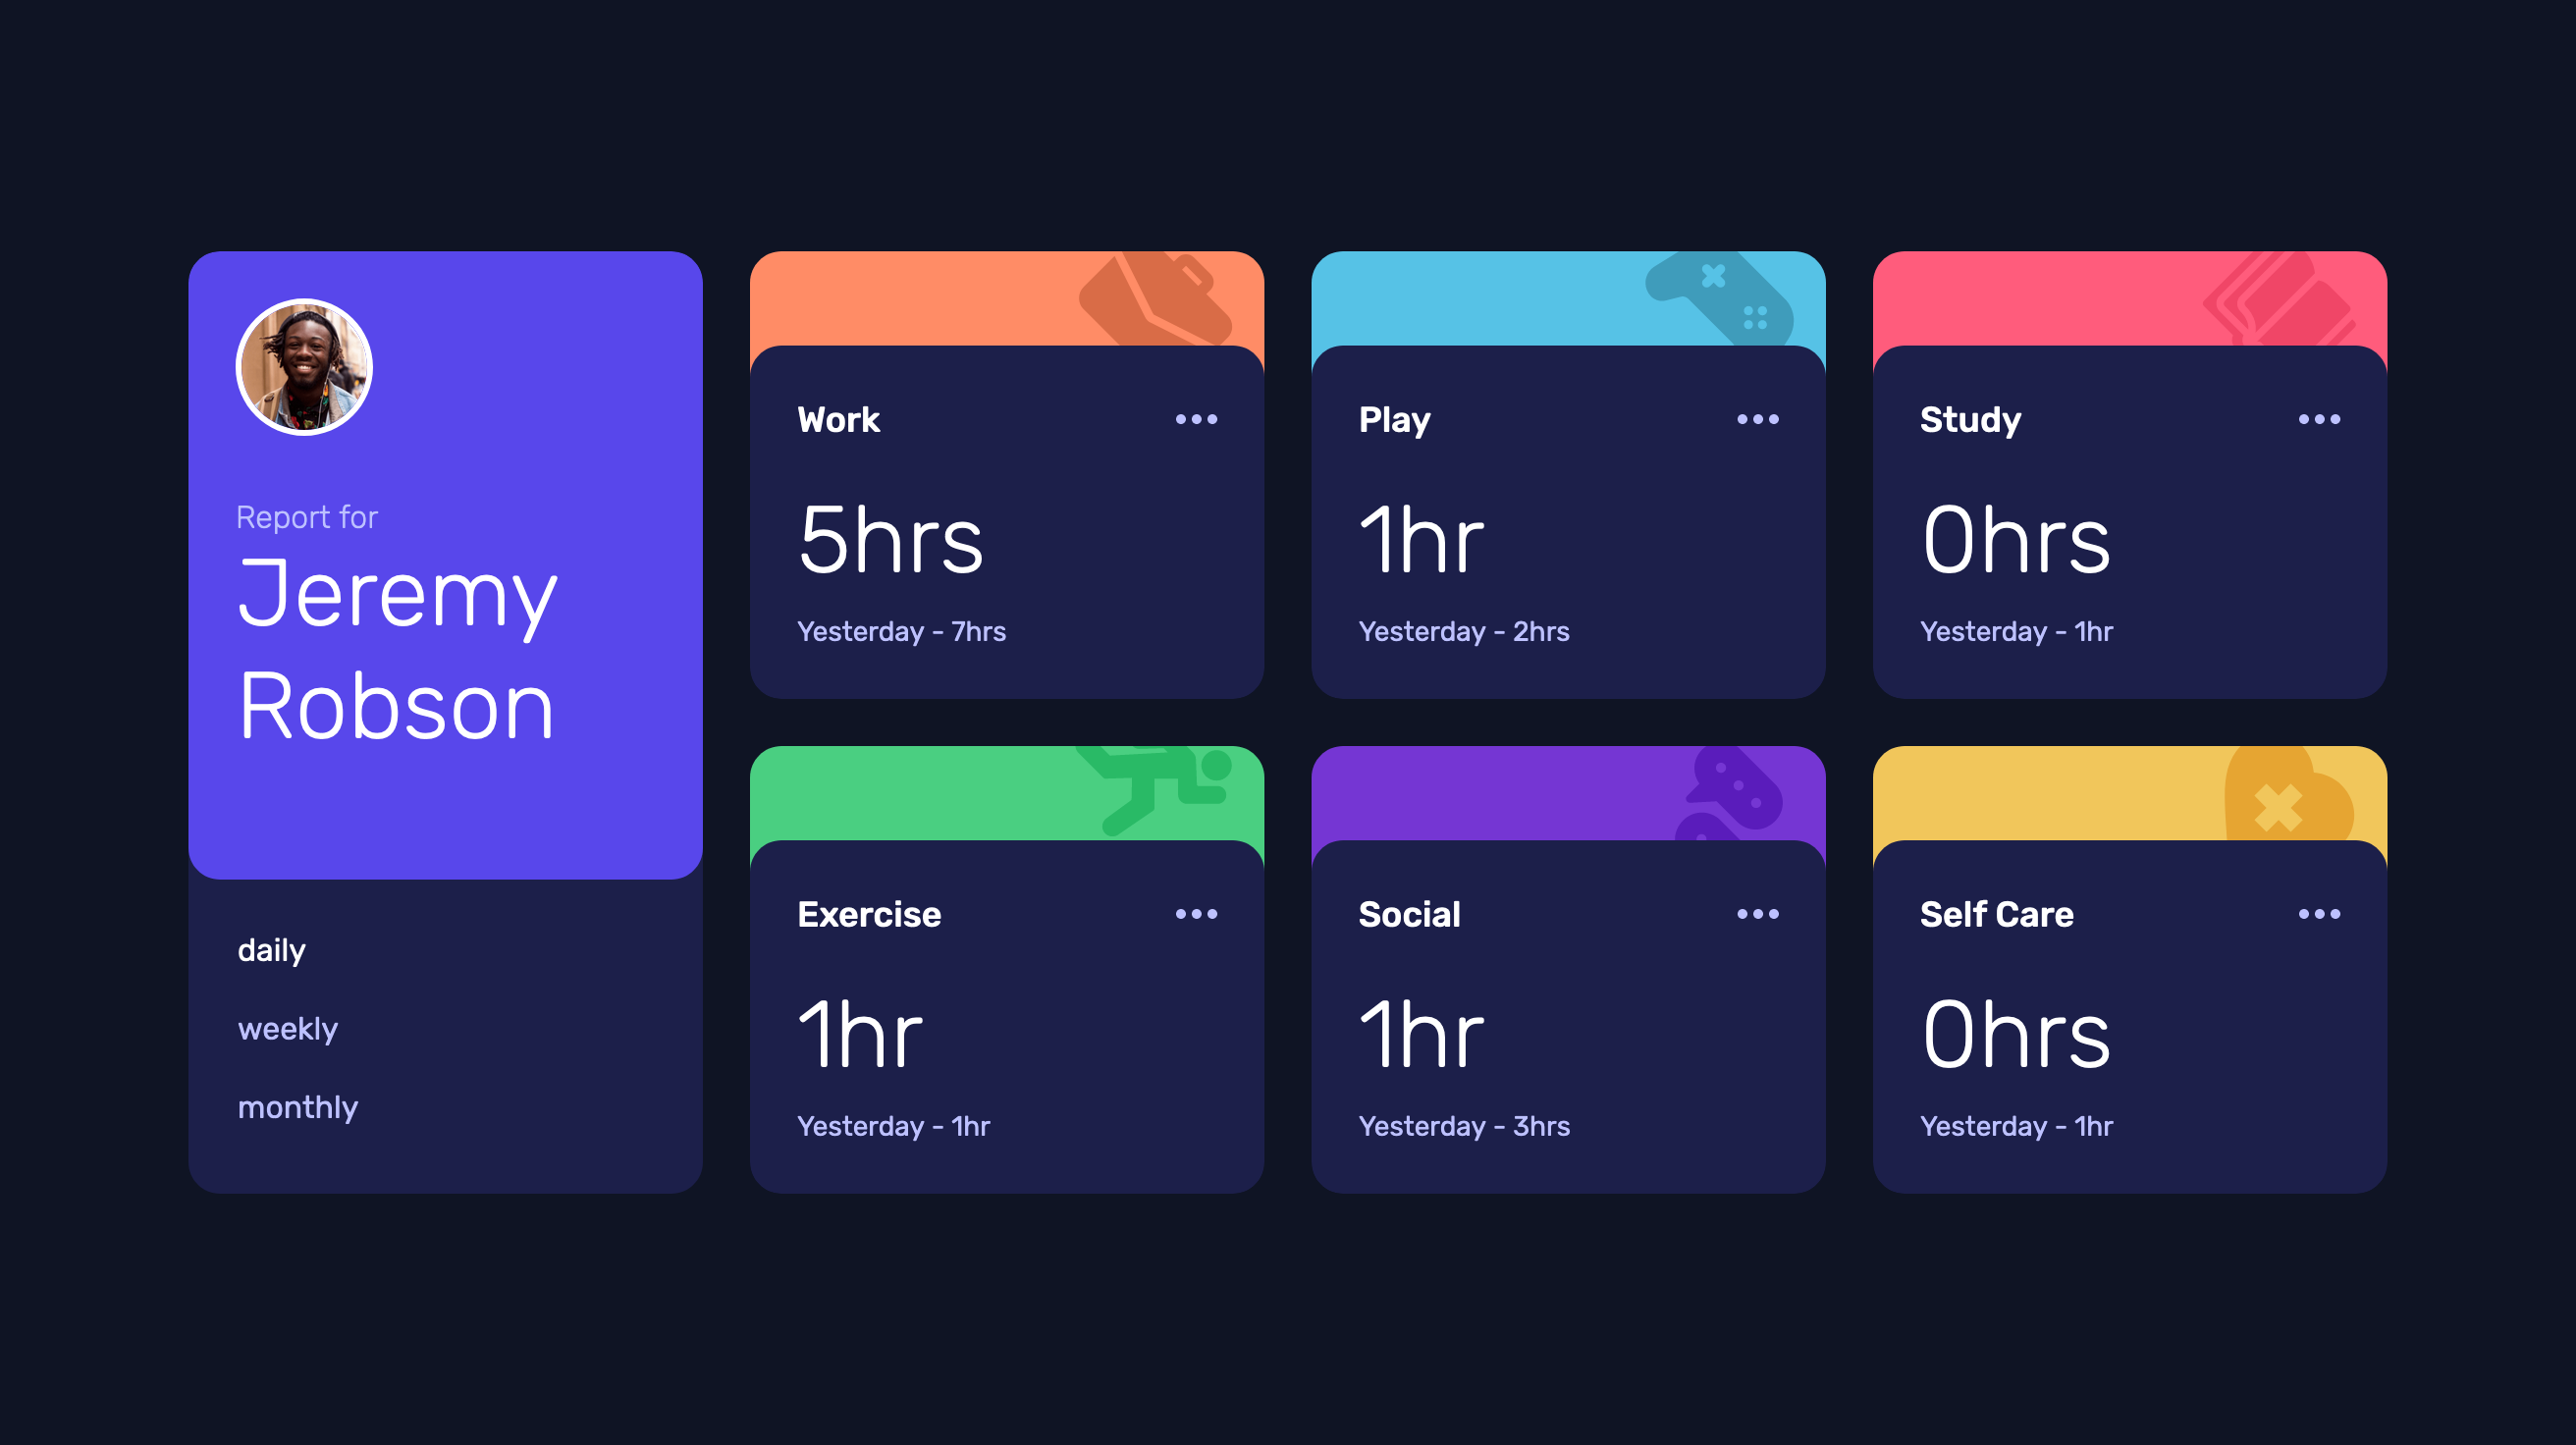 Report for
Jeremy
Robson
daily
weekly
monthly
Work
5hrs
Yesterday - 7hrs
Play
1hr
Yesterday - 2hrs
Study
0hrs
Yesterday - 1hr
Exercise
1hr
Yesterday - 1hr
Social
1hr
Yesterday - 3hrs
Self Care
0hrs
Yesterday - 1hr